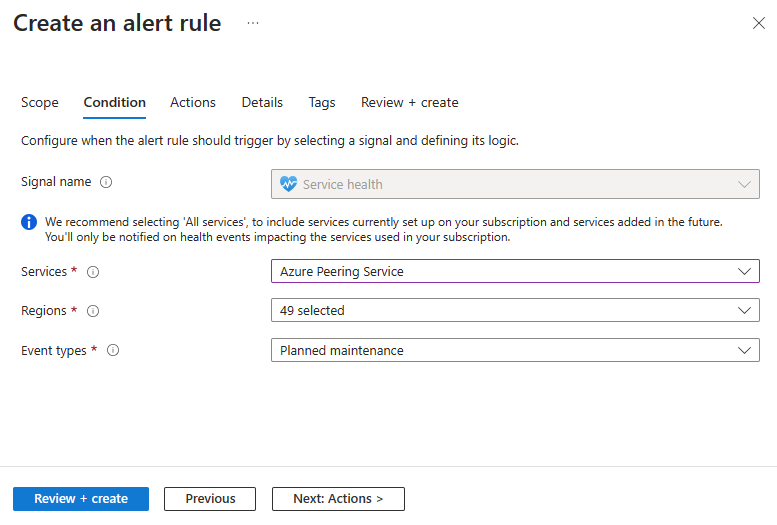 Create an alert rule ...
Scope Condition Actions Details Tags Review + create
Configure when the alert rule should trigger by selecting a signal and defining its logic.
Signal name Service health
We recommend selecting 'All services', to include services currently set up on your subscription and services added in the future.
You'll only be notified on health events impacting the services used in your subscription.
Services * Azure Peering Service
Regions * 49 selected
Event types * Planned maintenance
Review + create Previous Next: Actions >